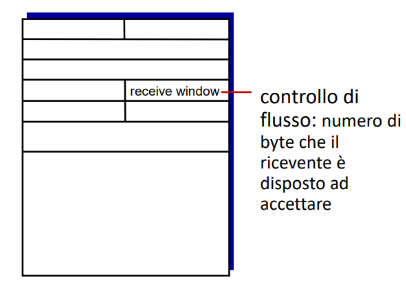 receive window
controllo di
flusso: numero di
byte che il
ricevente è
disposto ad
accettare